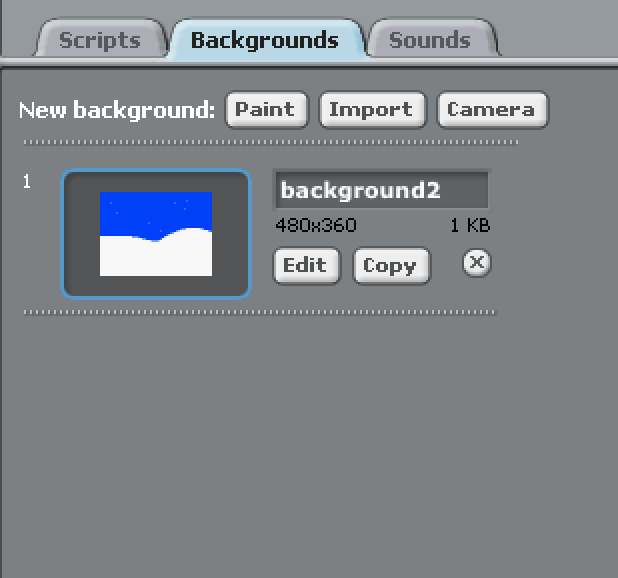 Scripts Backgrounds Sounds
New background: Paint Import Camera
1
background2
480x360 1 KB
Edit Copy